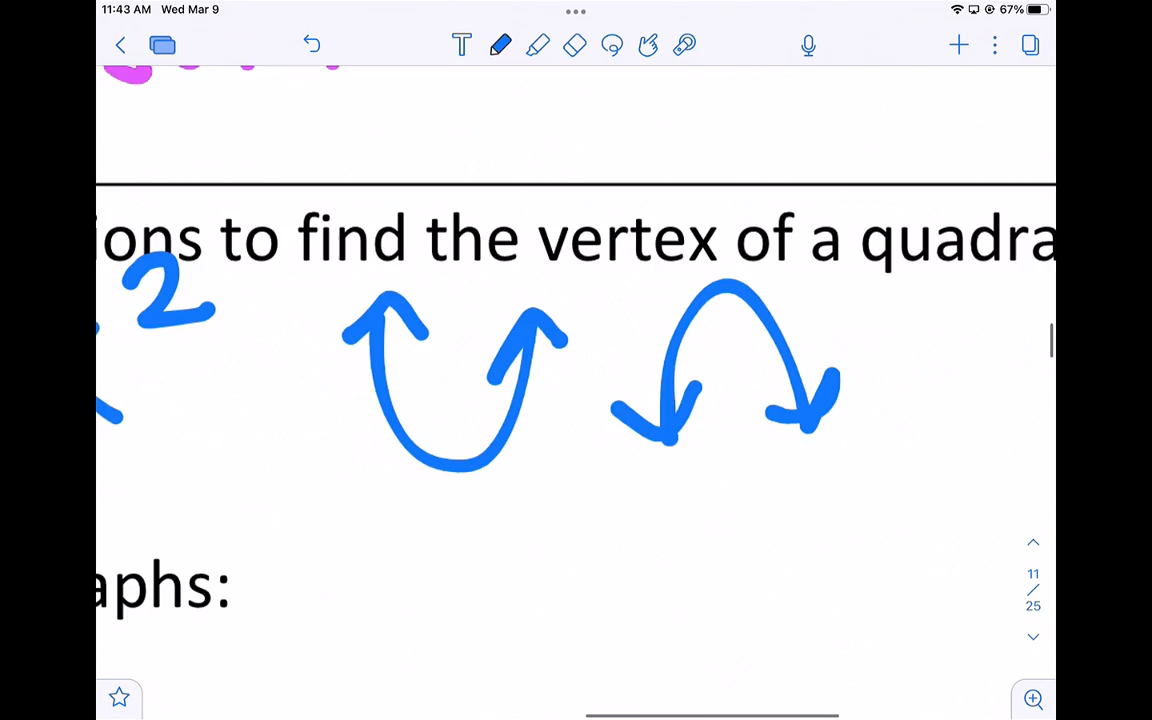 11:43 AM Wed Mar 9
67%
T
ions to find the vertex of a quadra
2
aphs:
11
/
25